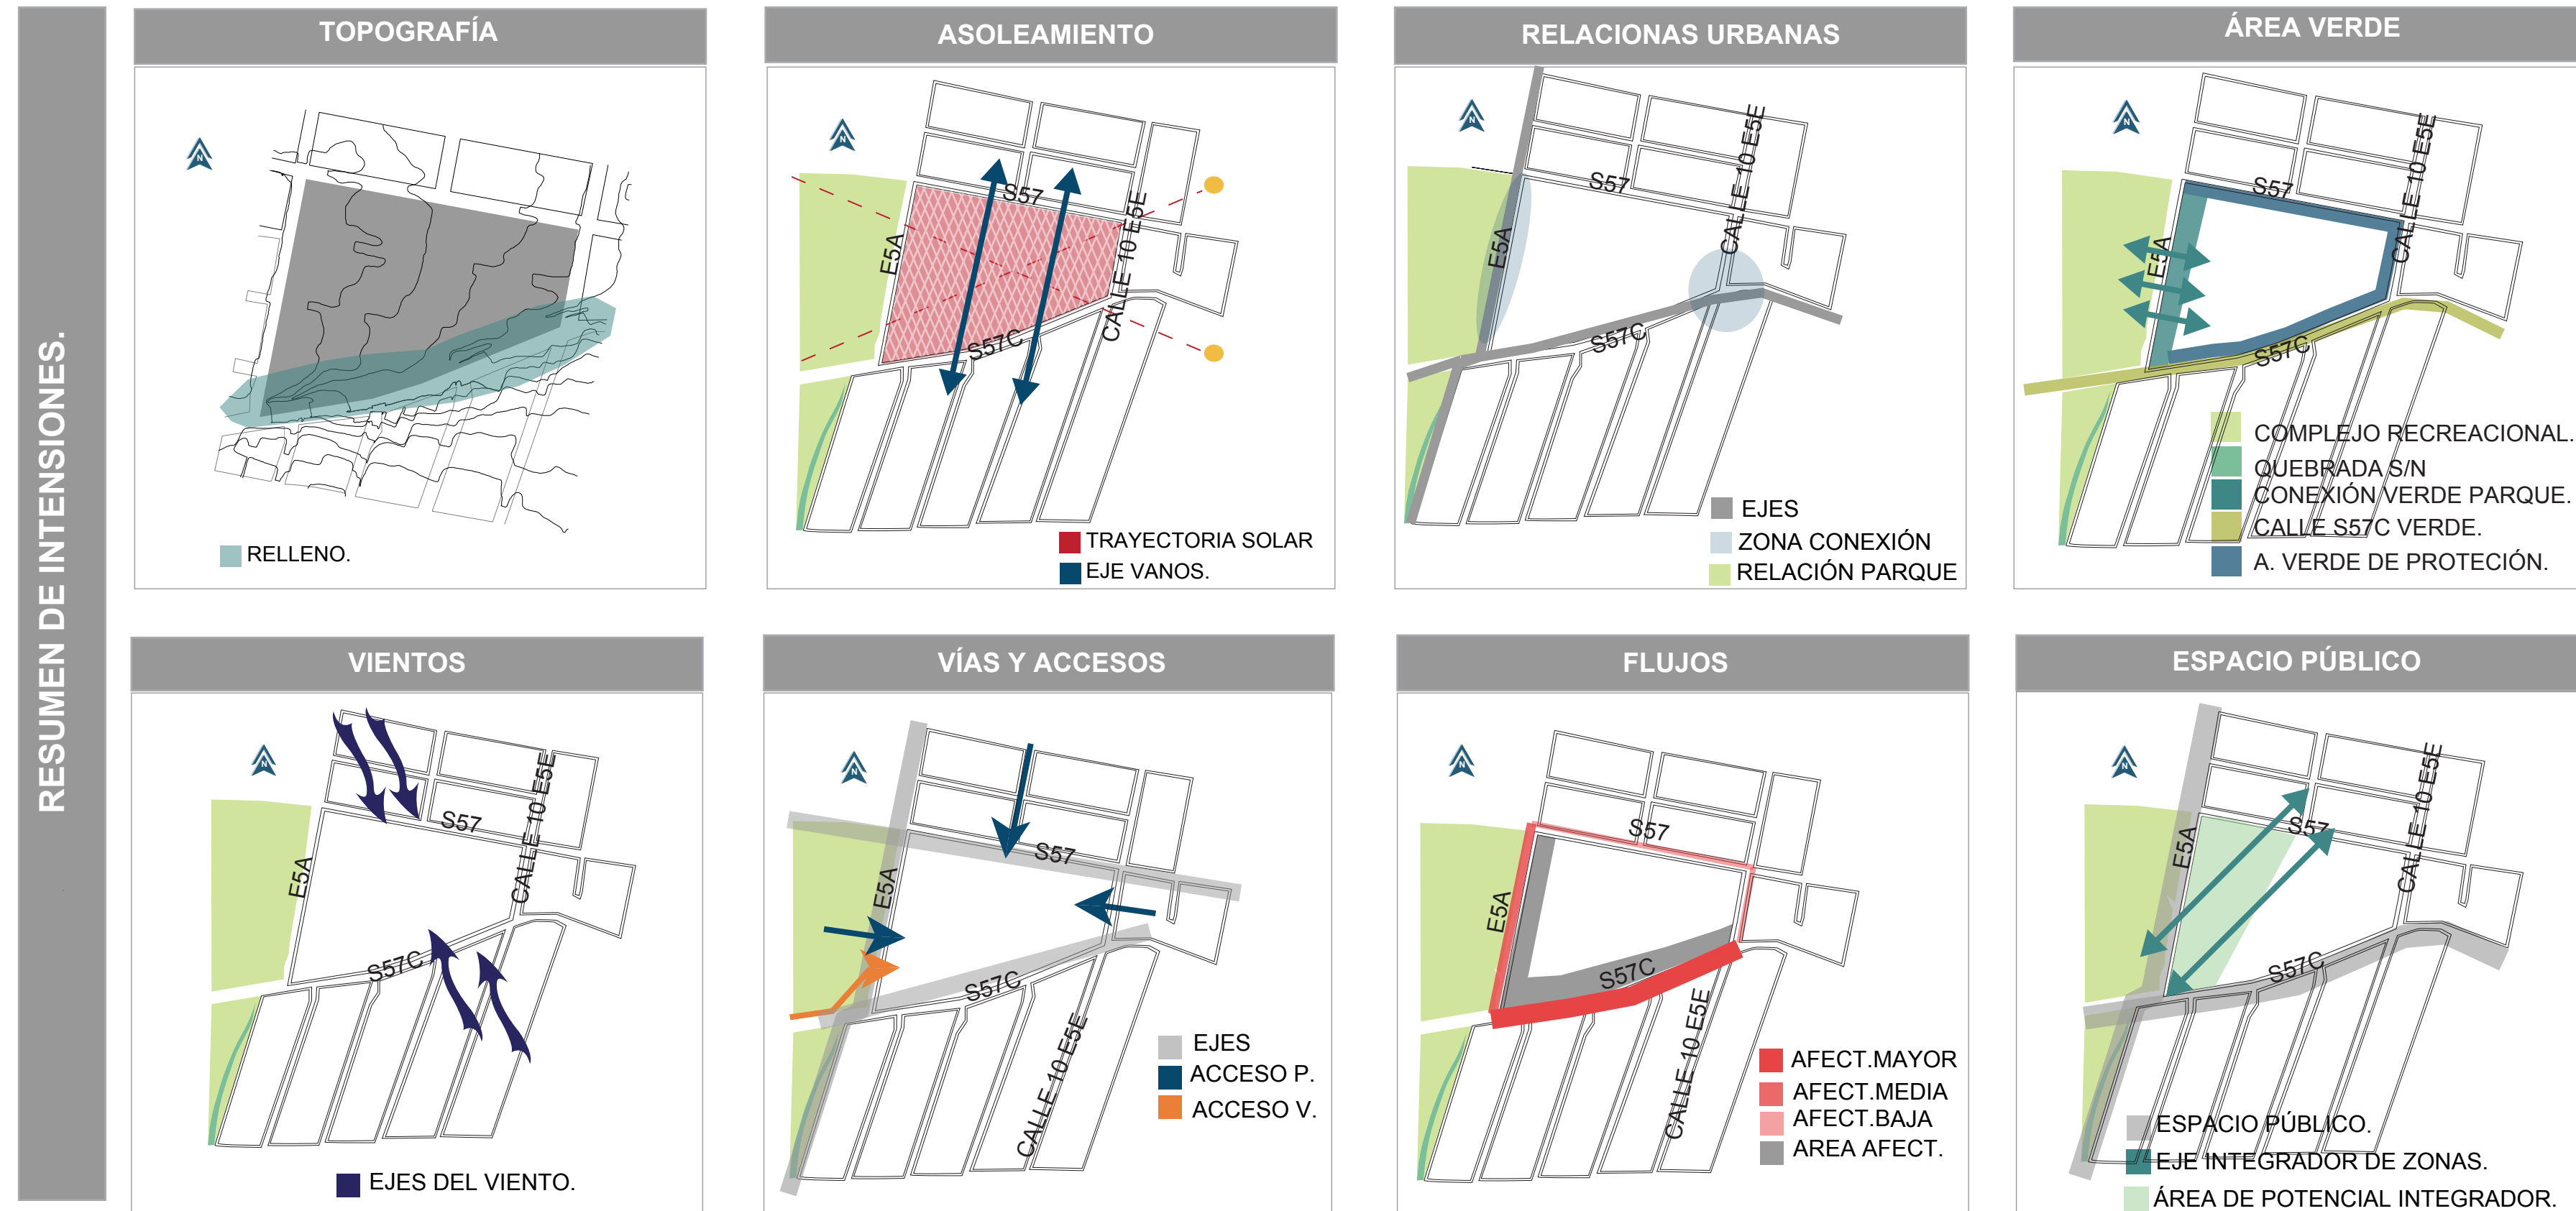 RESUMEN DE INTENSIONES.
TOPOGRAFÍA
N
RELLENO.
ASOLEAMIENTO
N
S57
E5A
CALLE 10 E5E
S57C
TRAYECTORIA SOLAR
EJE VANOS.
RELACIONAS URBANAS
N
CALLE 10 E5E
S57
E5A
S57C
EJES
ZONA CONEXIÓN
RELACIÓN PARQUE
ÁREA VERDE
N
CALLE 10 E5E
S57
E5A
S57C
COMPLEJO RECREACIONAL.
QUEBRADA S/N
CONEXIÓN VERDE PARQUE.
CALLE S57C VERDE.
A. VERDE DE PROTECIÓN.
VIENTOS
N
CALLE 10 E5E
S57
E5A
S57C
EJES DEL VIENTO.
VÍAS Y ACCESOS
N
S57
E5A
S57C
CALLE 10 E5E
EJES
ACCESO P.
ACCESO V.
FLUJOS
N
S57
E5A
S57C
CALLE 10 E5E
AFECT.MAYOR
AFECT.MEDIA
AFECT.BAJA
AREA AFECT.
ESPACIO PÚBLICO
N
CALLE 10 E5E
S57
E5A
S57C
ESPACIO PÚBLICO.
EJE INTEGRADOR DE ZONAS.
ÁREA DE POTENCIAL INTEGRADOR.